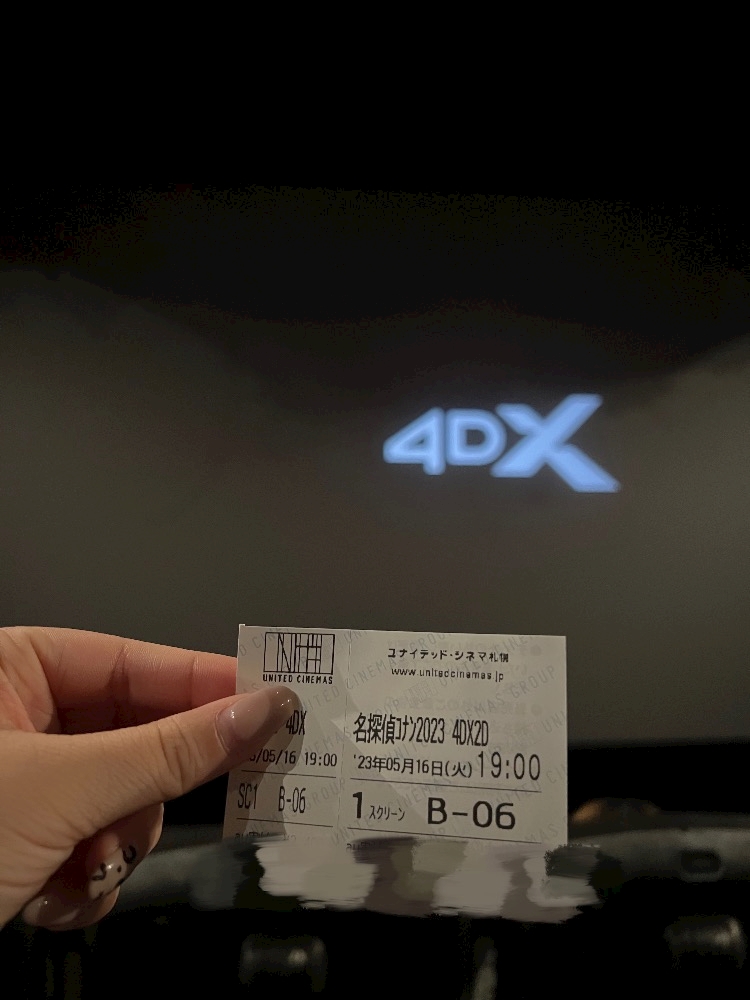 4DX
UNITED CINEMAS
4DX
/05/16 19:00
SC1 B-06
ユナイテッド・シネマ札幌
www.unitedcinemas.jp
名探偵コナン2023 4DX2D
'23年05月16日(火) 19:00
1 スクリーン B-06